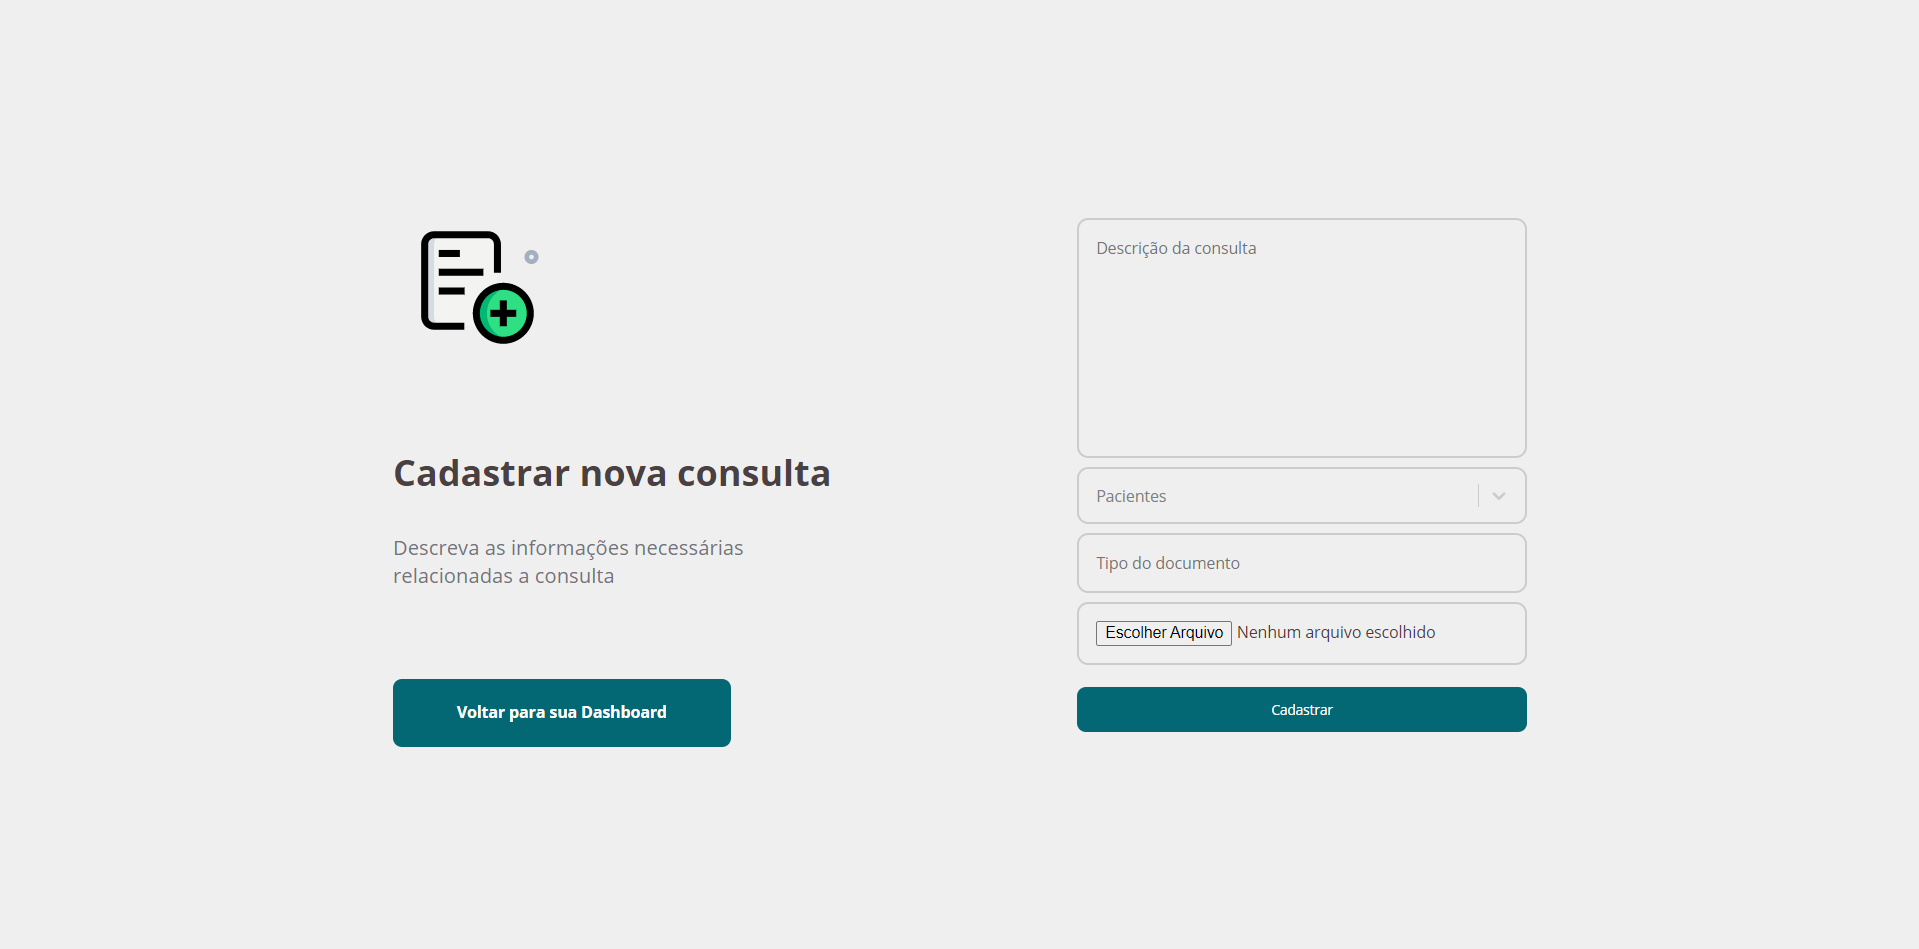 Cadastrar nova consulta
Descreva as informações necessárias
relacionadas a consulta
Voltar para sua Dashboard
Descrição da consulta
Pacientes
Tipo do documento
Escolher Arquivo Nenhum arquivo escolhido
Cadastrar